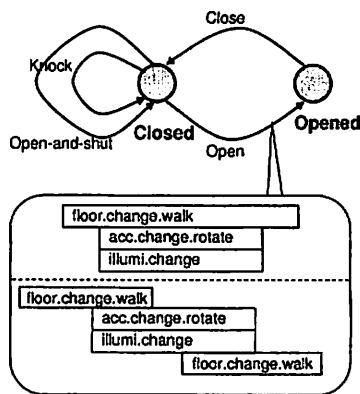 Close
Knock
Closed
Opened
Open-and-shut
Open
floor.change.walk
acc.change.rotate
illumi.change
floor.change.walk
acc.change.rotate
illumi.change
floor.change.walk